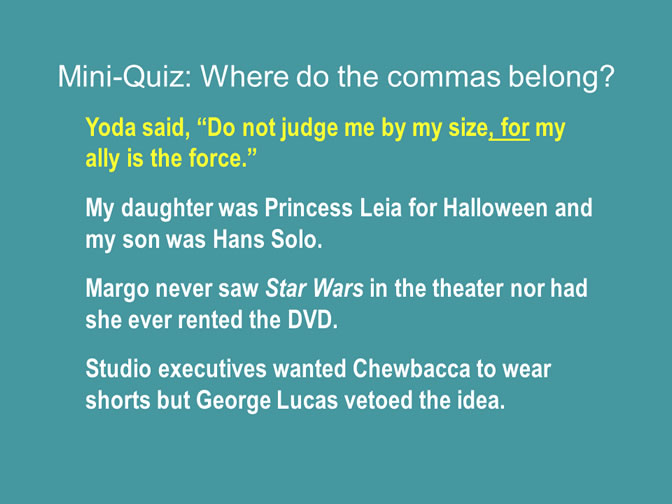 Mini-Quiz: Where do the commas belong?
Yoda said, “Do not judge me by my size, for my
ally is the force.”
My daughter was Princess Leia for Halloween and
my son was Hans Solo.
Margo never saw Star Wars in the theater nor had
she ever rented the DVD.
Studio executives wanted Chewbacca to wear
shorts but George Lucas vetoed the idea.